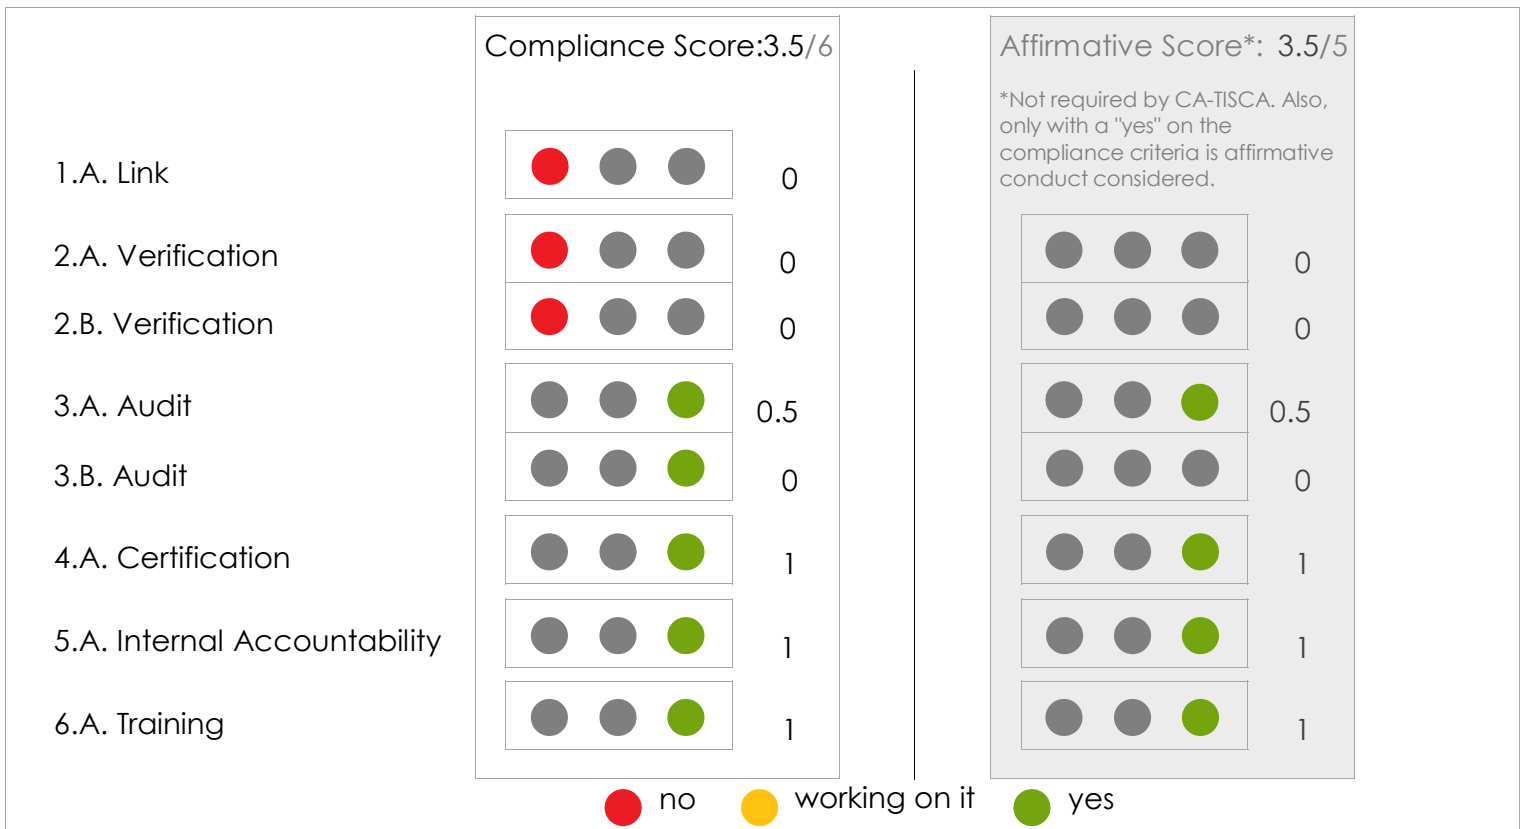 Compliance Score:3.5/6
Affirmative Score*: 3.5/5
*Not required by CA-TISCA. Also,
only with a "yes" on the
compliance criteria is affirmative
conduct considered.
1.A. Link 0
2.A. Verification 0 0
2.B. Verification 0 0
3.A. Audit 0.5 0.5
3.B. Audit 0 0
4.A. Certification 1 1
5.A. Internal Accountability 1 1
6.A. Training 1 1
no working on it yes